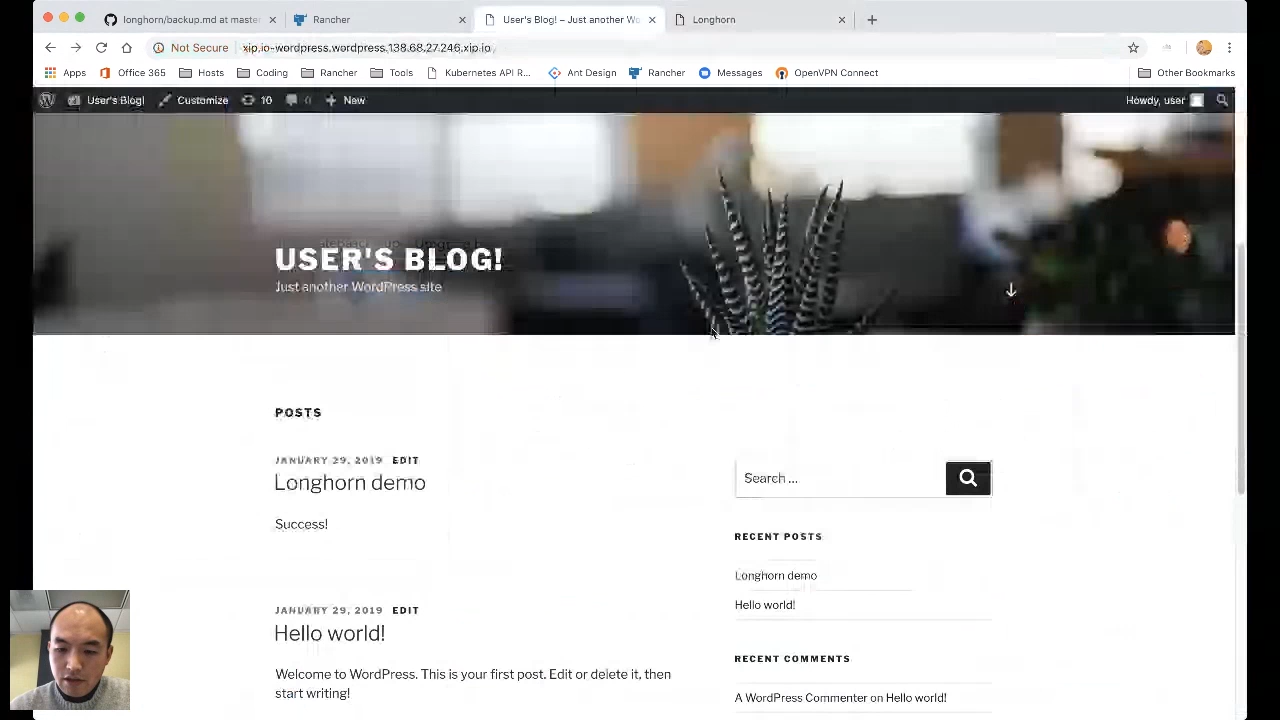 longhorn/backup.md at master
Rancher
User's Blog! – Just another Wo
Longhorn
Not Secure
xip.io-wordpress.wordpress.138.68.27.246.xip.io
Apps
Office 365
Hosts
Coding
Rancher
Tools
Kubernetes API R...
Ant Design
Rancher
Messages
OpenVPN Connect
Other Bookmarks
User's Blog!
Customize
10
0
New
Howdy, user
USER'S BLOG!
Just another WordPress site
POSTS
JANUARY 29, 2019 EDIT
Longhorn demo
Success!
JANUARY 29, 2019 EDIT
Hello world!
Welcome to WordPress. This is your first post. Edit or delete it, then
start writing!
Search ...
RECENT POSTS
Longhorn demo
Hello world!
RECENT COMMENTS
A WordPress Commenter on Hello world!